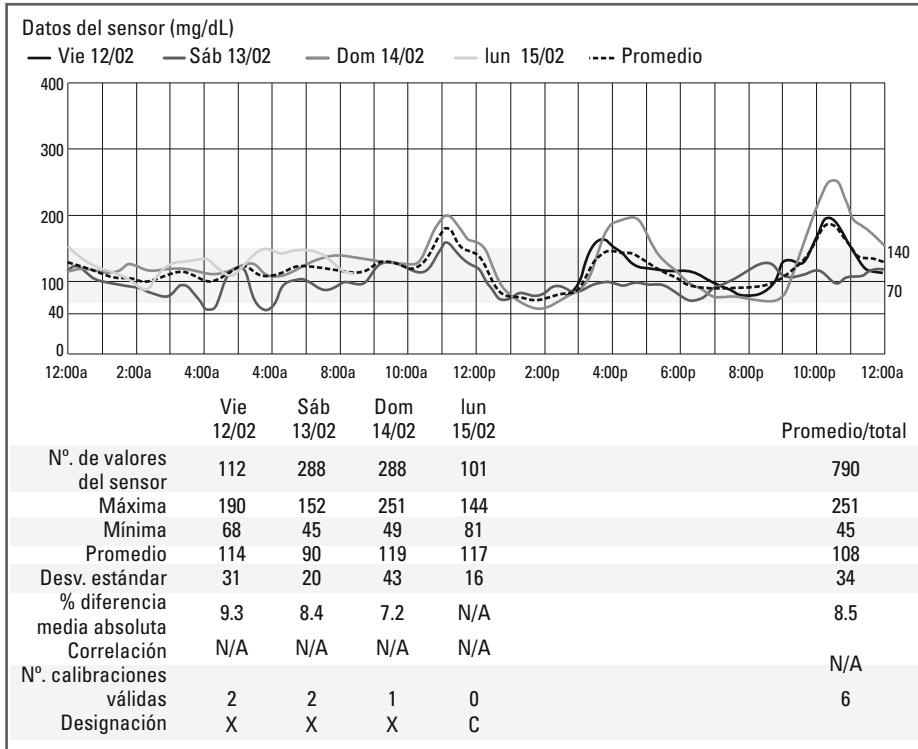 Datos del sensor (mg/dL)
Vie 12/02 Sáb 13/02 Dom 14/02 lun 15/02 Promedio
400
300
200
140
100
70
40
0
12:00a 2:00a 4:00a 4:00a 8:00a 10:00a 12:00p 2:00p 4:00p 6:00p 8:00p 10:00p 12:00a
Vie Sáb Dom lun
12/02 13/02 14/02 15/02 Promedio/total
Nº. de valores
del sensor 112 288 288 101 790
Máxima 190 152 251 144 251
Mínima 68 45 49 81 45
Promedio 114 90 119 117 108
Desv. estándar 31 20 43 16 34
% diferencia
media absoluta 9.3 8.4 7.2 N/A 8.5
Correlación N/A N/A N/A N/A N/A
Nº. calibraciones
válidas 2 2 1 0 6
Designación X X X C